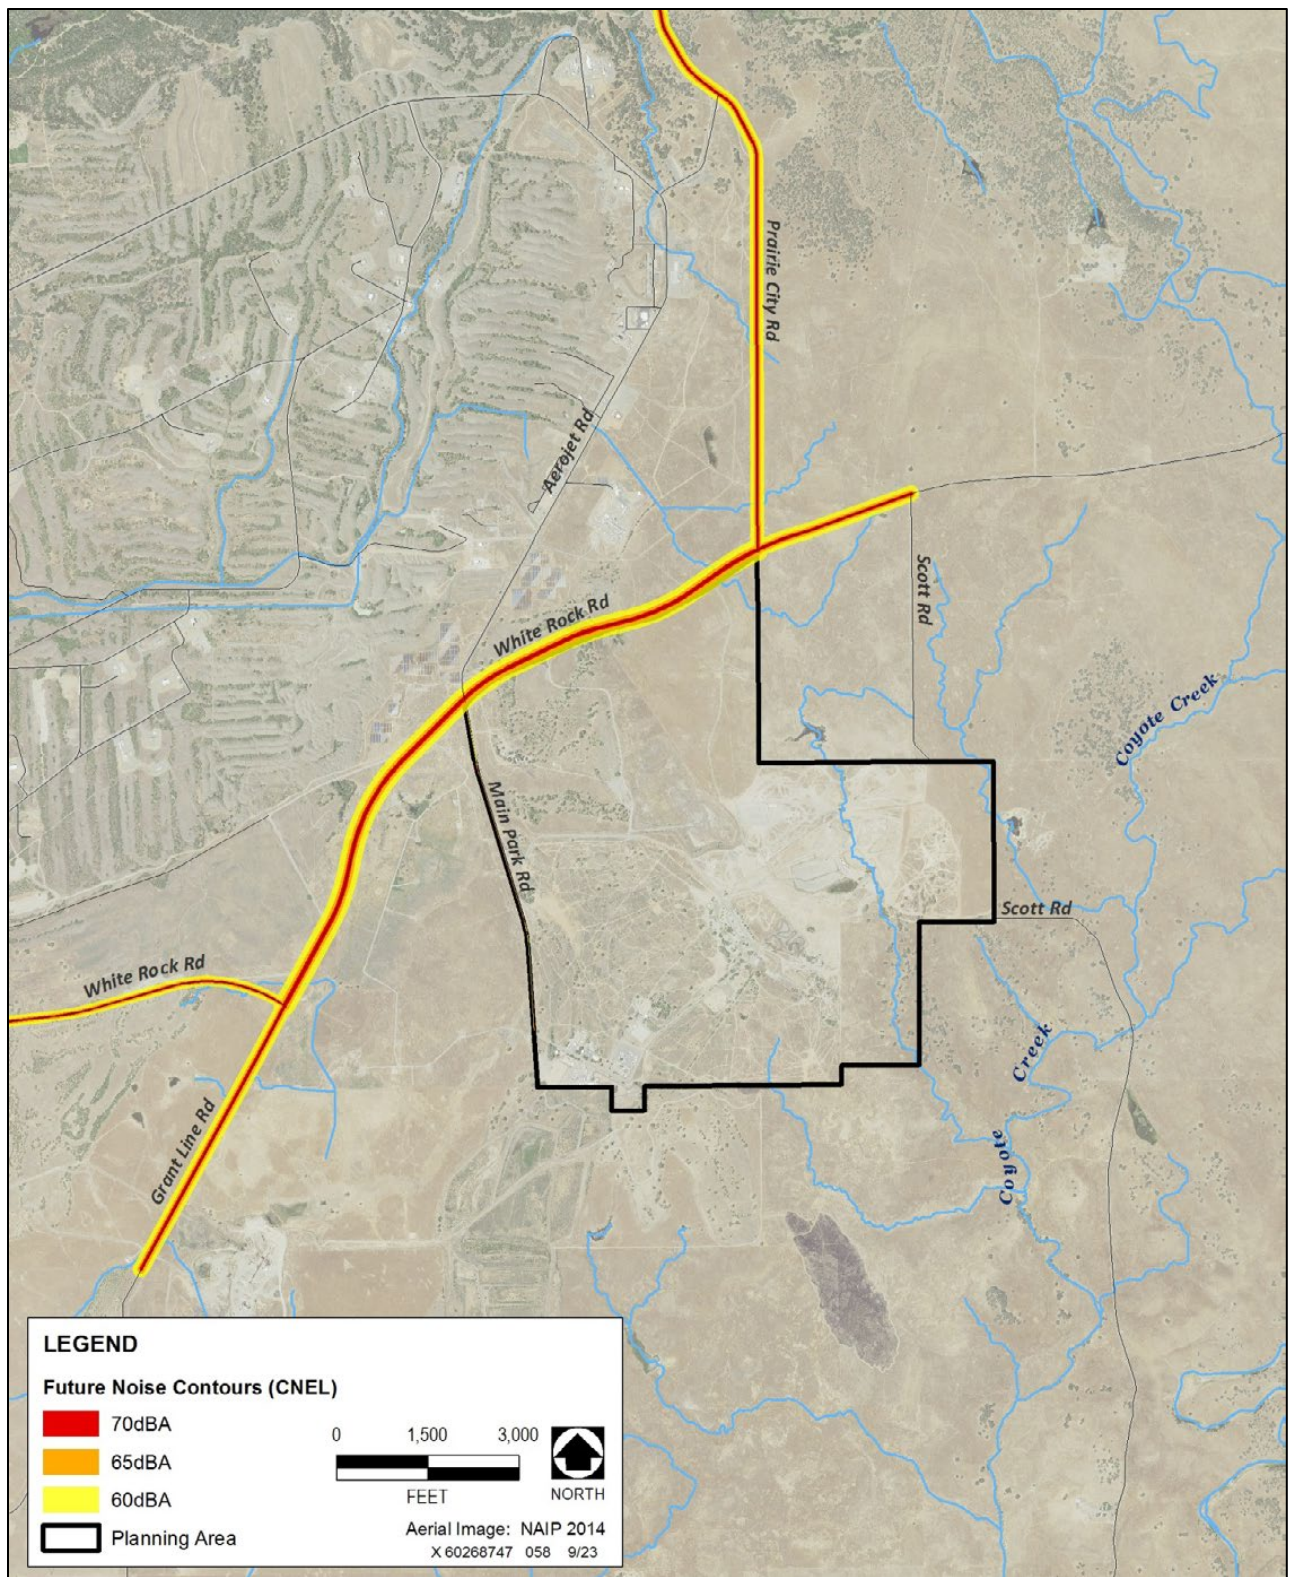 Prairie City Rd
Aerojet Rd
White Rock Rd
Scott Rd
Coyote Creek
Main Park Rd
Scott Rd
White Rock Rd
Creek
Coyote
Grant Line Rd
LEGEND
Future Noise Contours (CNEL)
70dBA
65dBA
60dBA
Planning Area
0 1,500 3,000
FEET
NORTH
Aerial Image: NAIP 2014
X 60268747 058 9/23